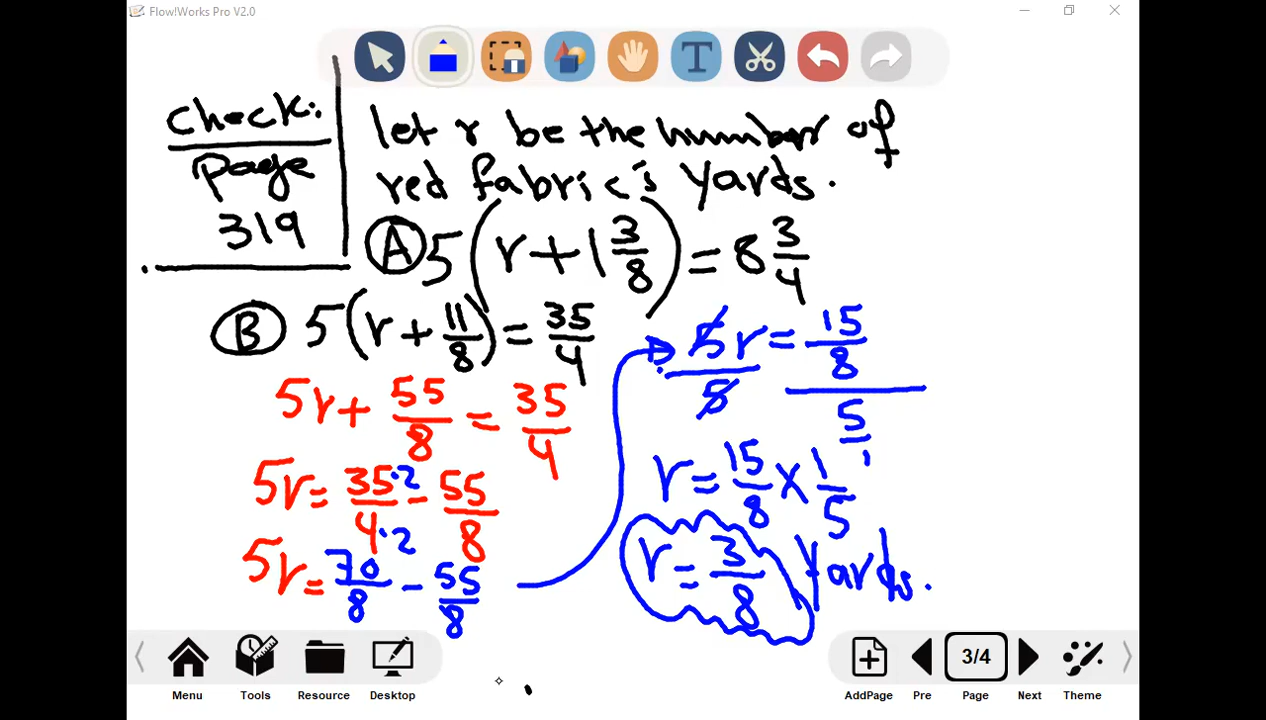 Flow!Works Pro V2.0
T
check:
page
319
let r be the number of
red fabric's yards.
A 5(r + 1 3/8) = 8 3/4
B 5(r + 11/8) = 35/4
5r + 55/8 = 35/4
5r = 35·2/4·2 - 55/8
5r = 70/8 - 55/8
5r/5 = 15/8 / 5/1
r = 15/8 x 1/5
r = 3/8 yards.
Menu
Tools
Resource
Desktop
AddPage
Pre
3/4
Page
Next
Theme